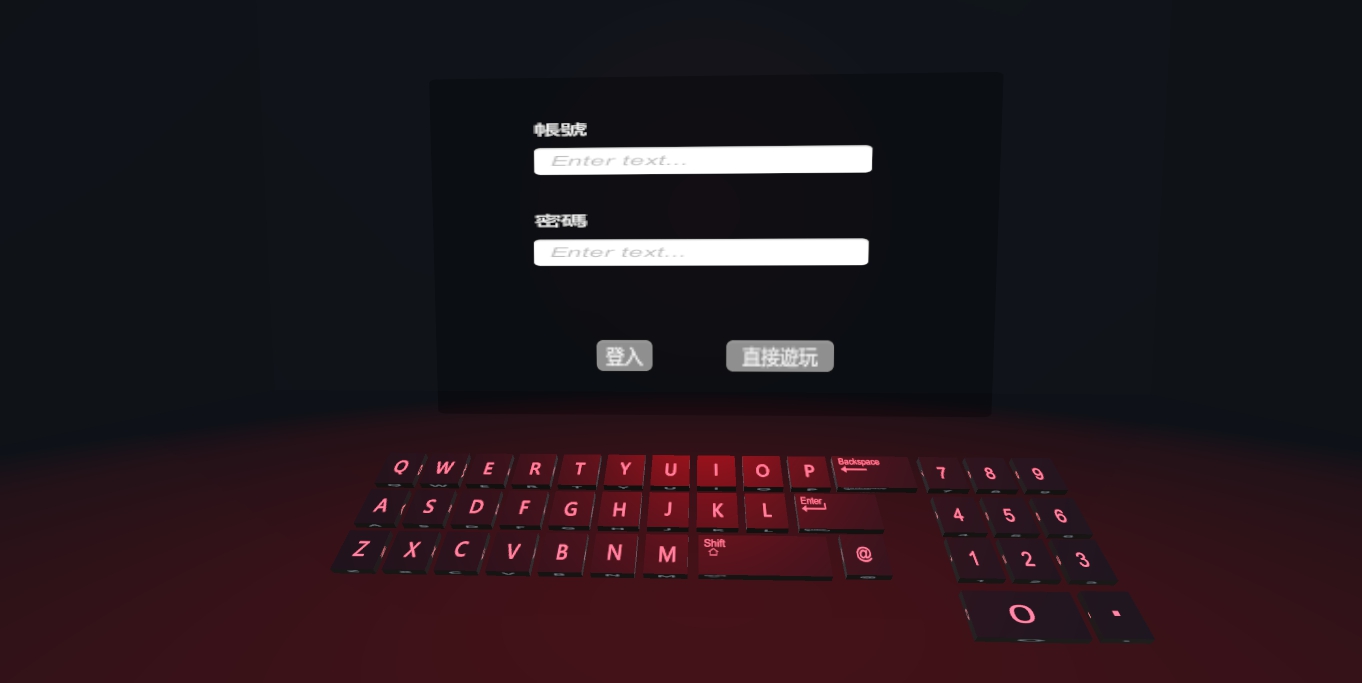 帳號
Enter text...
密碼
Enter text...
登入 直接遊玩
Q W E R T Y U I O P Backspace 7 8 9
A S D F G H J K L Enter 4 5 6
Z X C V B N M Shift @ 1 2 3
0 .